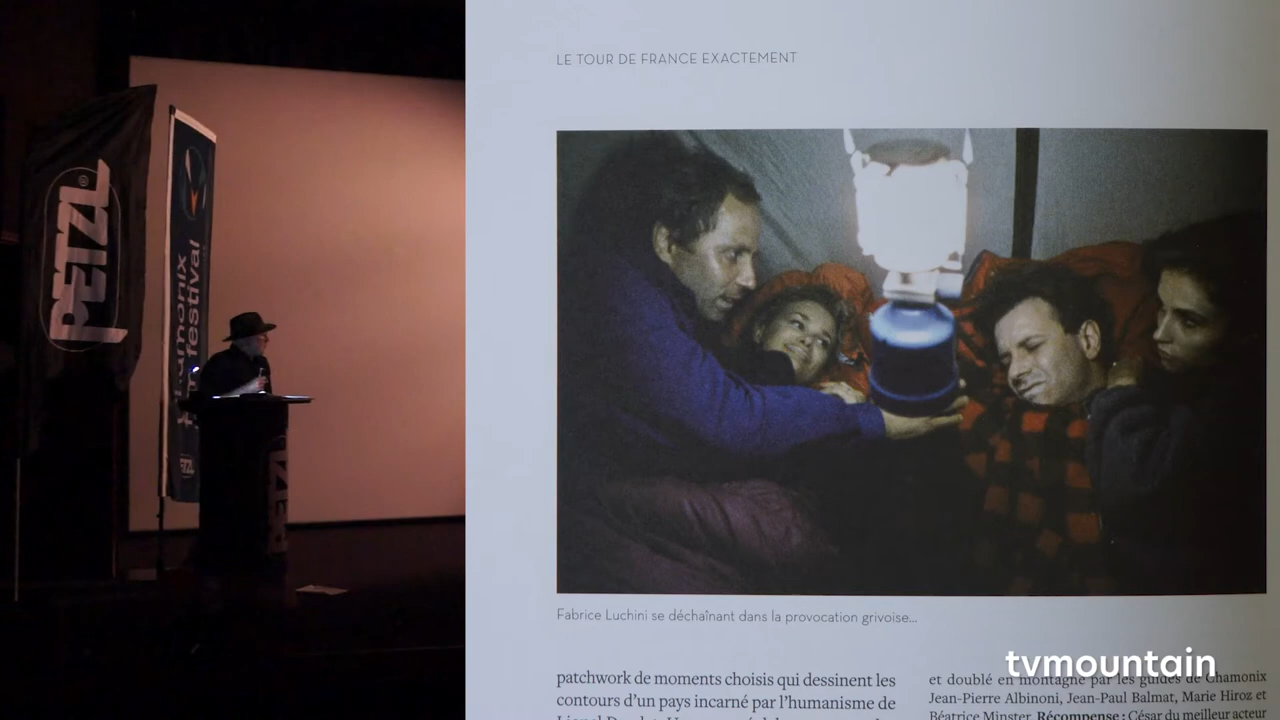 PETZL
film festival
PETZL
PETZL
LE TOUR DE FRANCE EXACTEMENT
Fabrice Luchini se déchaînant dans la provocation grivoise...
patchwork de moments choisis qui dessinent les
contours d'un pays incarné par l'humanisme de
et doublé en montagne par les guides de Chamonix
Jean-Pierre Albinoni, Jean-Paul Balmat, Marie Hiroz et
Béatrice Minster. Récompense : César du meilleur acteur
tvmountain